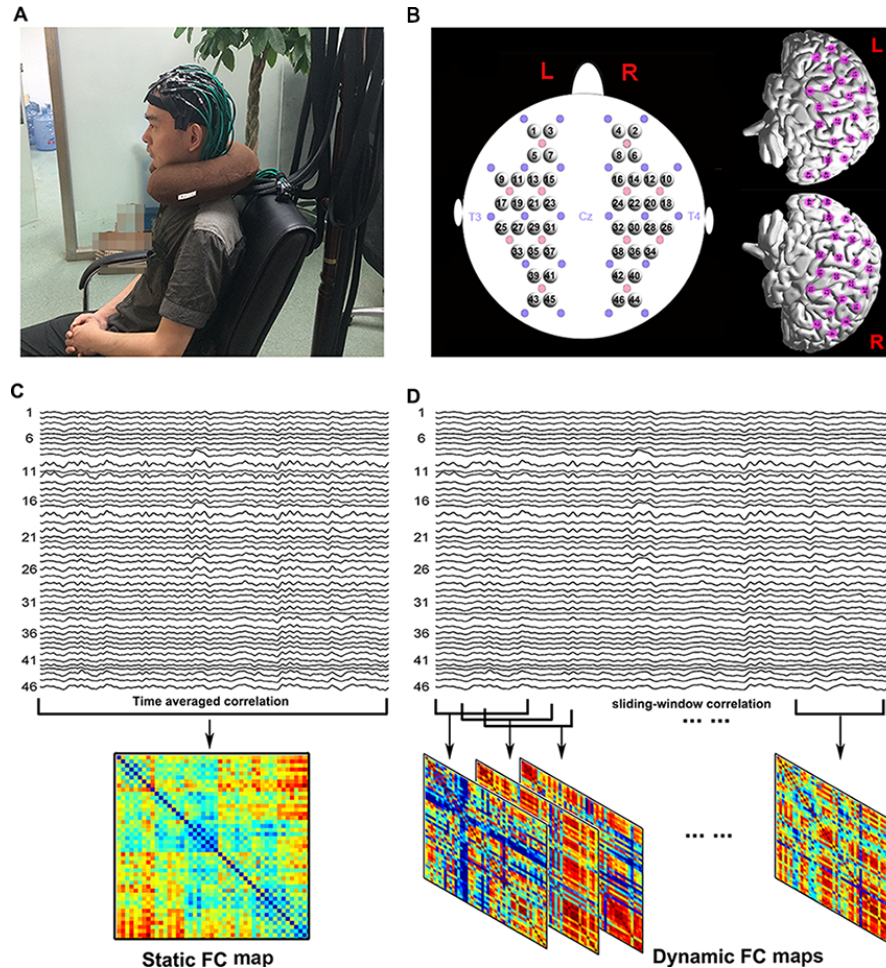 A
B
L R
L
1 3 4 2
5 7 8 6
9 11 13 15 16 14 12 10
17 19 21 23 24 22 20 18
T3 Cz T4
25 27 29 31 32 30 28 26
33 35 37 38 36 34
39 41 42 40
43 45 46 44
R
C
D
1
6
11
16
21
26
31
36
41
46
1
6
11
16
21
26
31
36
41
46
Time averaged correlation
sliding-window correlation
... ...
... ...
Static FC map
Dynamic FC maps